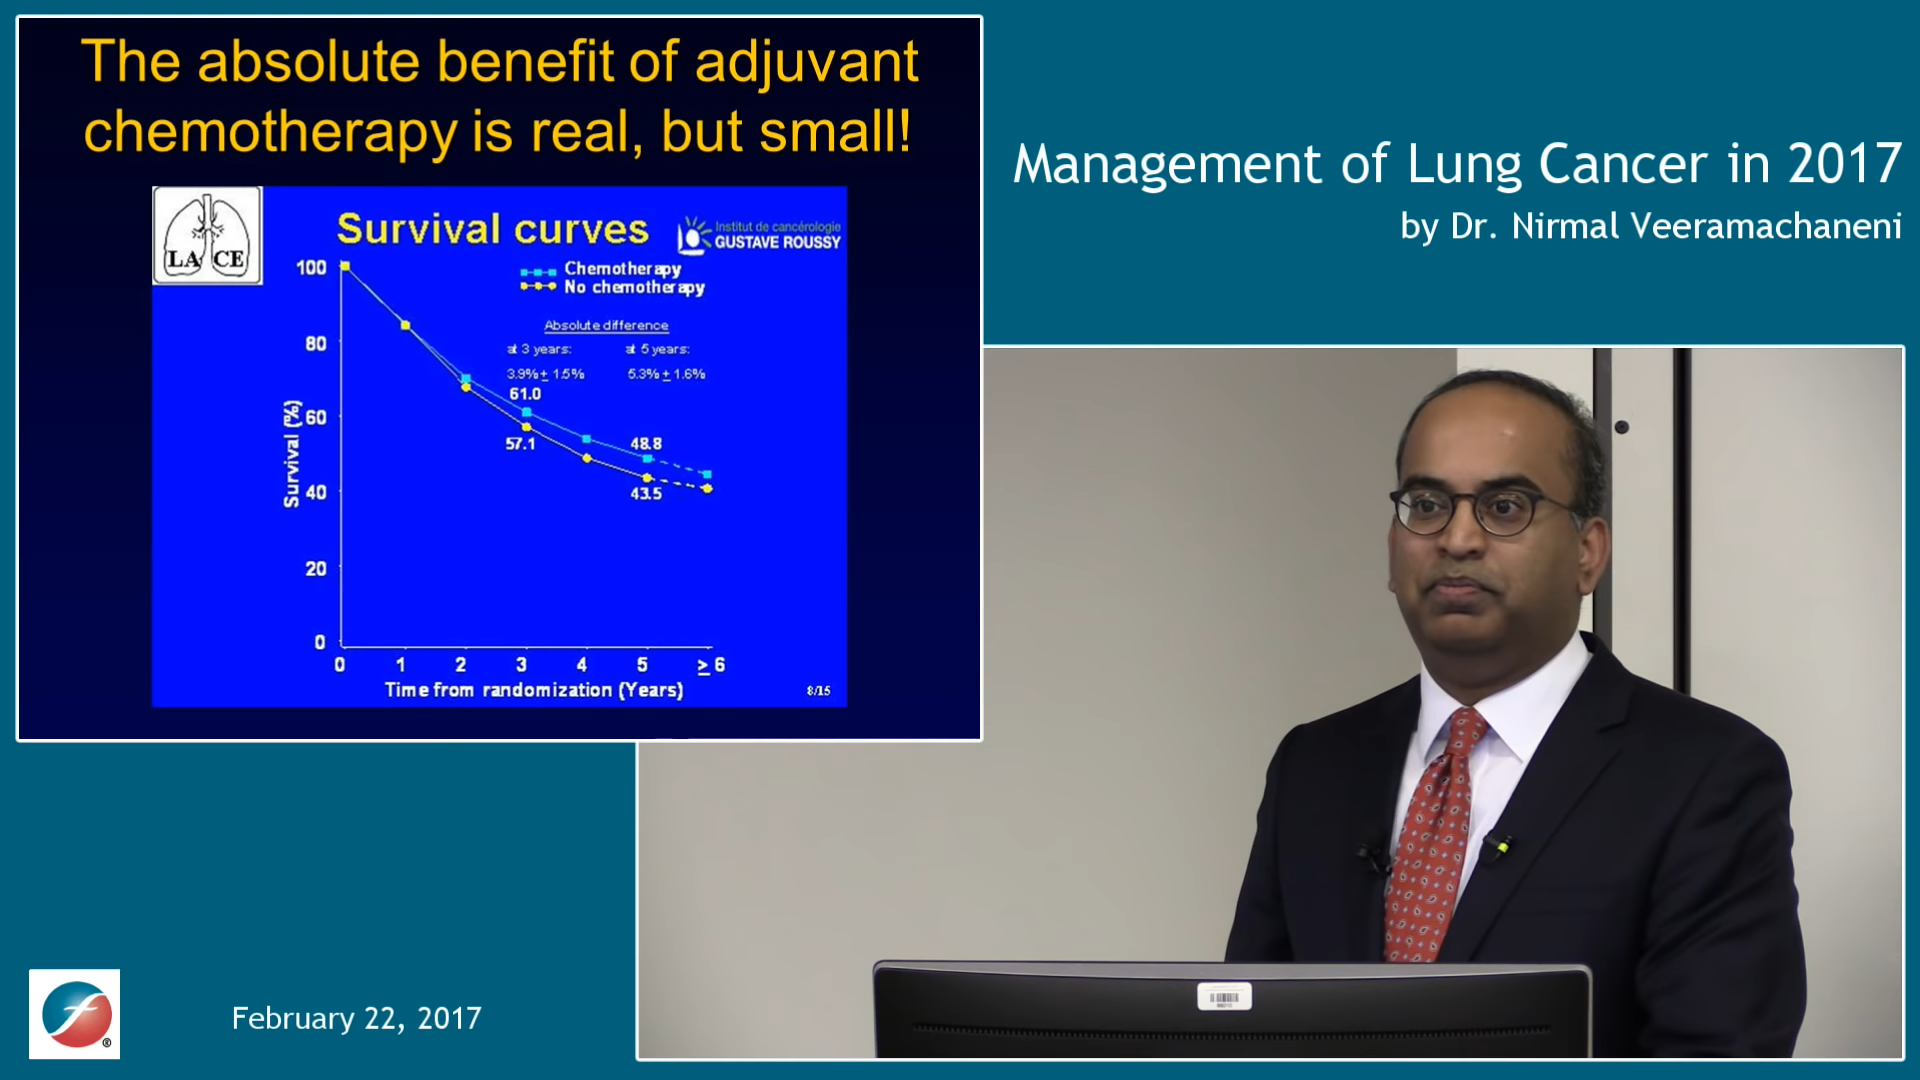 The absolute benefit of adjuvant
chemotherapy is real, but small!
LA CE
Survival curves
Institut de cancérologie
GUSTAVE ROUSSY
Chemotherapy
No chemotherapy
Absolute difference
at 3 years: at 5 years:
3.9% ± 1.5% 5.3% ± 1.6%
100
80
60
40
20
0
Survival (%)
61.0
57.1
48.8
43.5
0 1 2 3 4 5 ≥ 6
Time from randomization (Years)
8/15
Management of Lung Cancer in 2017
by Dr. Nirmal Veeramachaneni
f ®
February 22, 2017